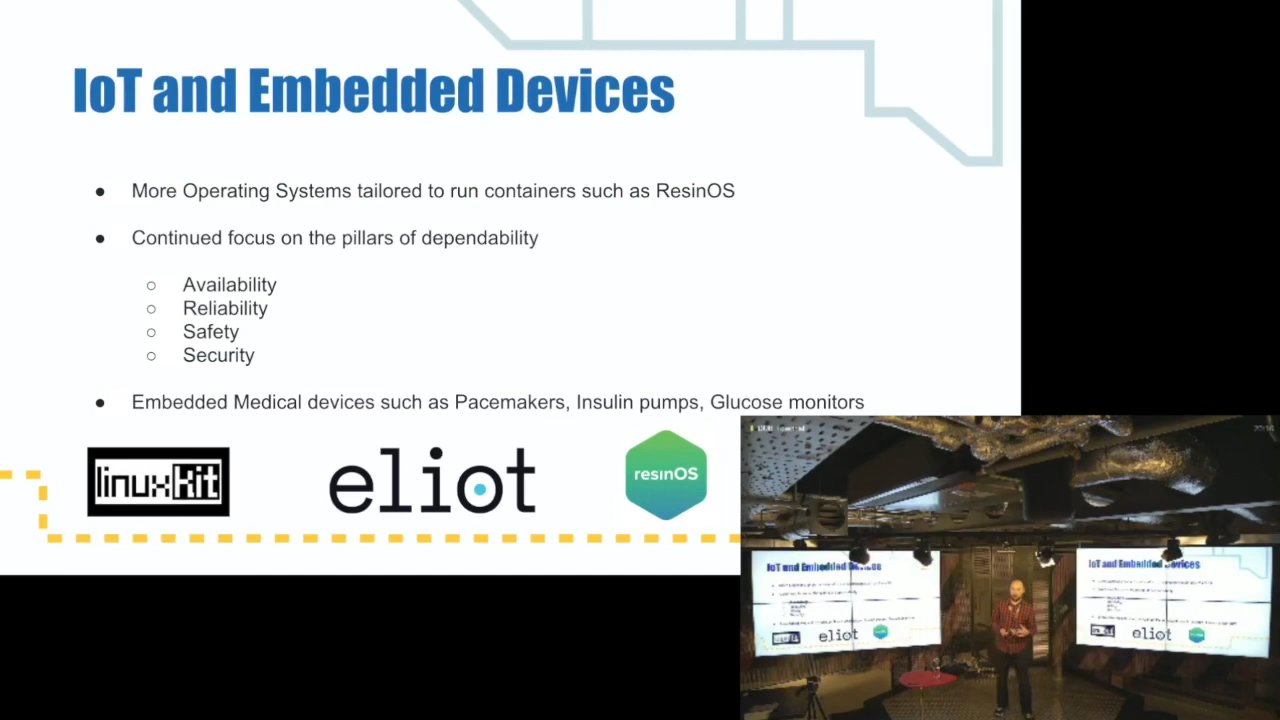 IoT and Embedded Devices
● More Operating Systems tailored to run containers such as ResinOS
● Continued focus on the pillars of dependability
○ Availability
○ Reliability
○ Safety
○ Security
● Embedded Medical devices such as Pacemakers, Insulin pumps, Glucose monitors
linuxkit
eliot
resinOS
IoT and Embedded Devices
eliot
IoT and Embedded Devices
eliot